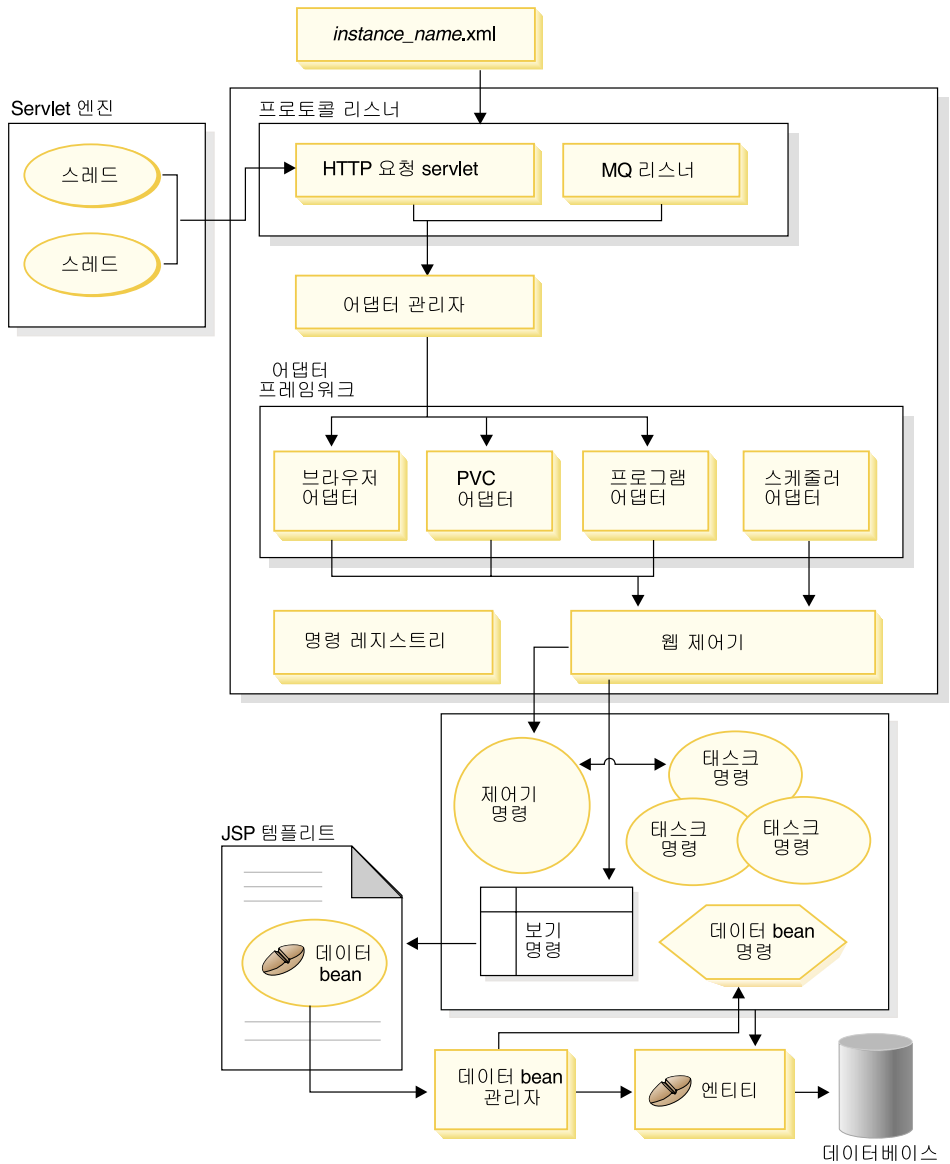 instance_name.xml
Servlet 엔진
프로토콜 리스너
스레드
스레드
HTTP 요청 servlet
MQ 리스너
어댑터 관리자
어댑터
프레임워크
브라우저
어댑터
PVC
어댑터
프로그램
어댑터
스케줄러
어댑터
명령 레지스트리
웹 제어기
제어기
명령
태스크
명령
태스크
명령
태스크
명령
JSP 템플리트
데이터
bean
보기
명령
데이터 bean
명령
데이터 bean
관리자
엔티티
데이터베이스